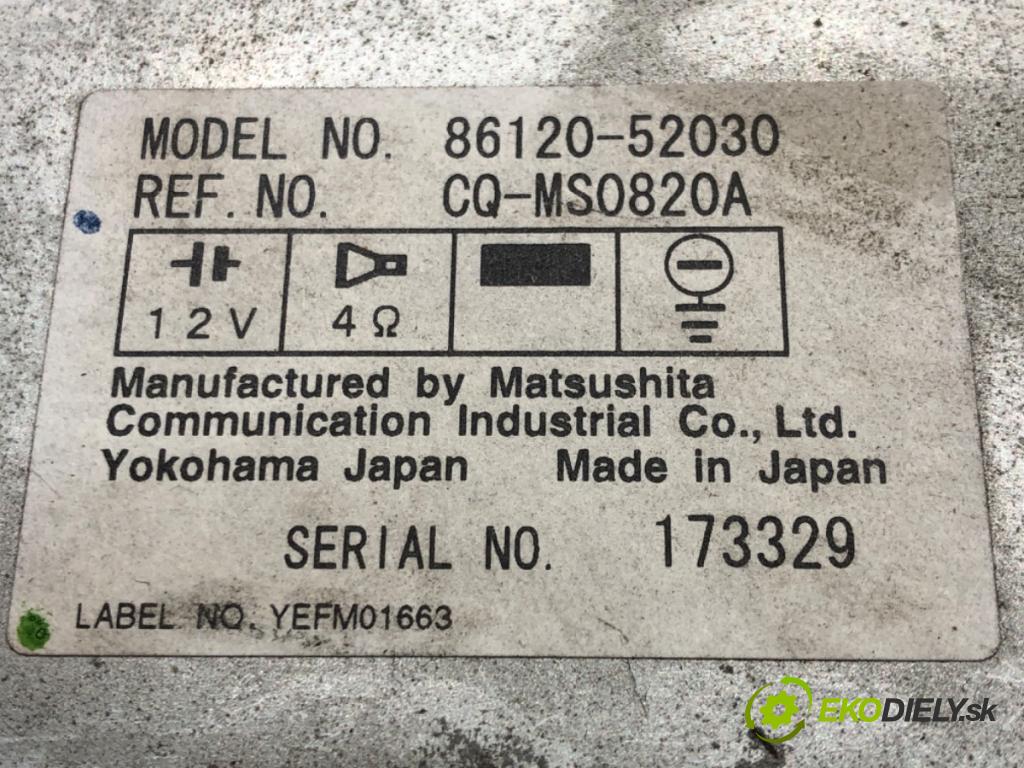 MODEL NO. 86120-52030
REF. NO. CQ-MS0820A
12V 4Ω
Manufactured by Matsushita
Communication Industrial Co., Ltd.
Yokohama Japan Made in Japan
SERIAL NO. 173329
LABEL NO. YEFM01663
EKODIELY.sk